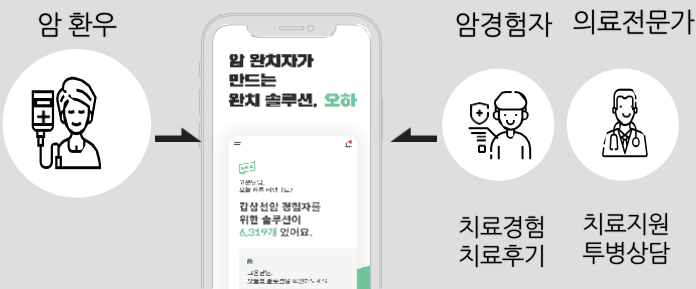 암 환우
암 완치자가
만드는
완치 솔루션, 오하
갑상선암 경험자를
위한 솔루션이
6,319개 있어요.
암경험자
의료전문가
치료경험
치료후기
치료지원
투병상담